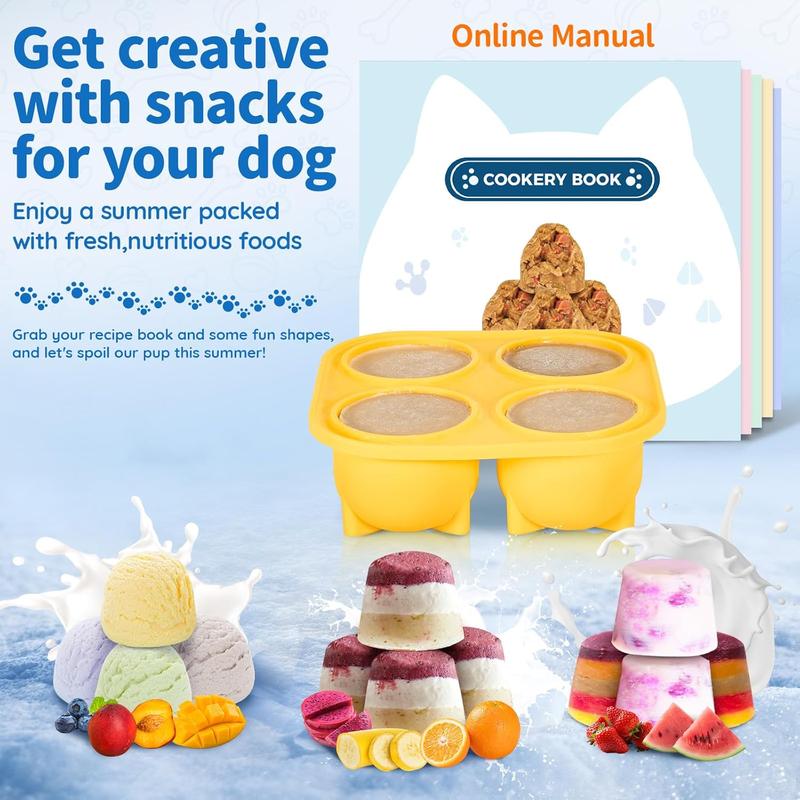 Get creative
with snacks
for your dog
Enjoy a summer packed
with fresh,nutritious foods
Grab your recipe book and some fun shapes,
and let's spoil our pup this summer!
Online Manual
COOKERY BOOK